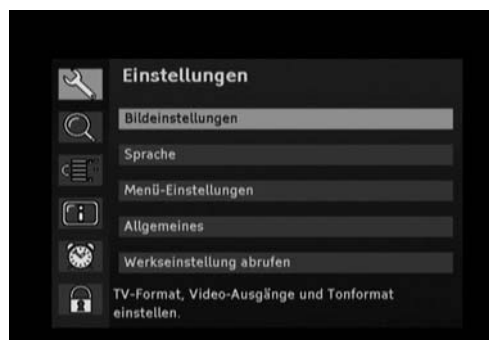 Einstellungen
Bildeinstellungen
Sprache
Menü-Einstellungen
Allgemeines
Werkseinstellung abrufen
TV-Format, Video-Ausgänge und Tonformat
einstellen.